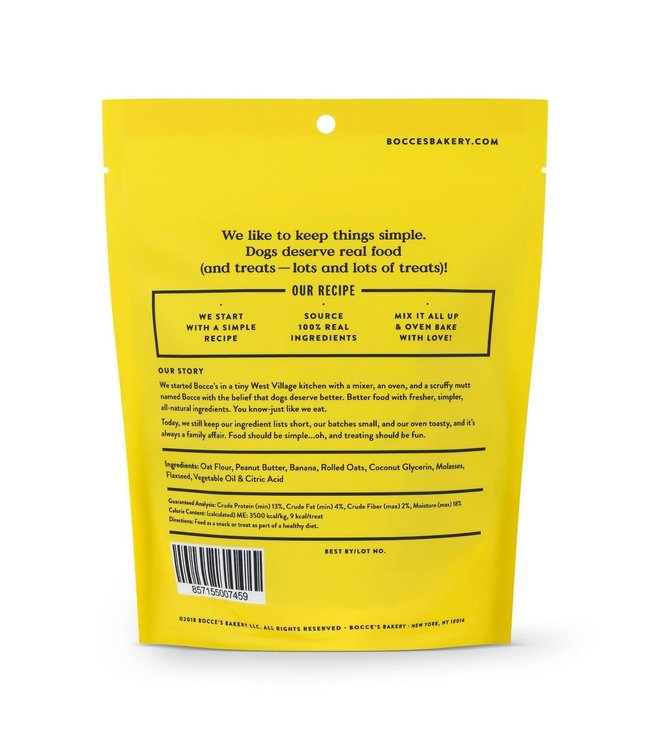 BOCCESBAKERY.COM
We like to keep things simple.
Dogs deserve real food
(and treats — lots and lots of treats)!
OUR RECIPE
WE START
WITH A SIMPLE
RECIPE
SOURCE
100% REAL
INGREDIENTS
MIX IT ALL UP
& OVEN BAKE
WITH LOVE!
OUR STORY
We started Bocce's in a tiny West Village kitchen with a mixer, an oven, and a scruffy mutt
named Bocce with the belief that dogs deserve better. Better food with fresher, simpler,
all-natural ingredients. You know–just like we eat.
Today, we still keep our ingredient lists short, our batches small, and our oven toasty, and it's
always a family affair. Food should be simple...oh, and treating should be fun.
Ingredients: Oat Flour, Peanut Butter, Banana, Rolled Oats, Coconut Glycerin, Molasses,
Flaxseed, Vegetable Oil & Citric Acid
Guaranteed Analysis: Crude Protein (min) 13%, Crude Fat (min) 4%, Crude Fiber (max) 2%, Moisture (max) 18%
Calorie Content: (calculated) ME: 3500 kcal/kg, 9 kcal/treat
Directions: Feed as a snack or treat as part of a healthy diet.
BEST BY/LOT NO.
857155007459
©2018 BOCCE'S BAKERY LLC. ALL RIGHTS RESERVED • BOCCE'S BAKERY • NEW YORK, NY 10014